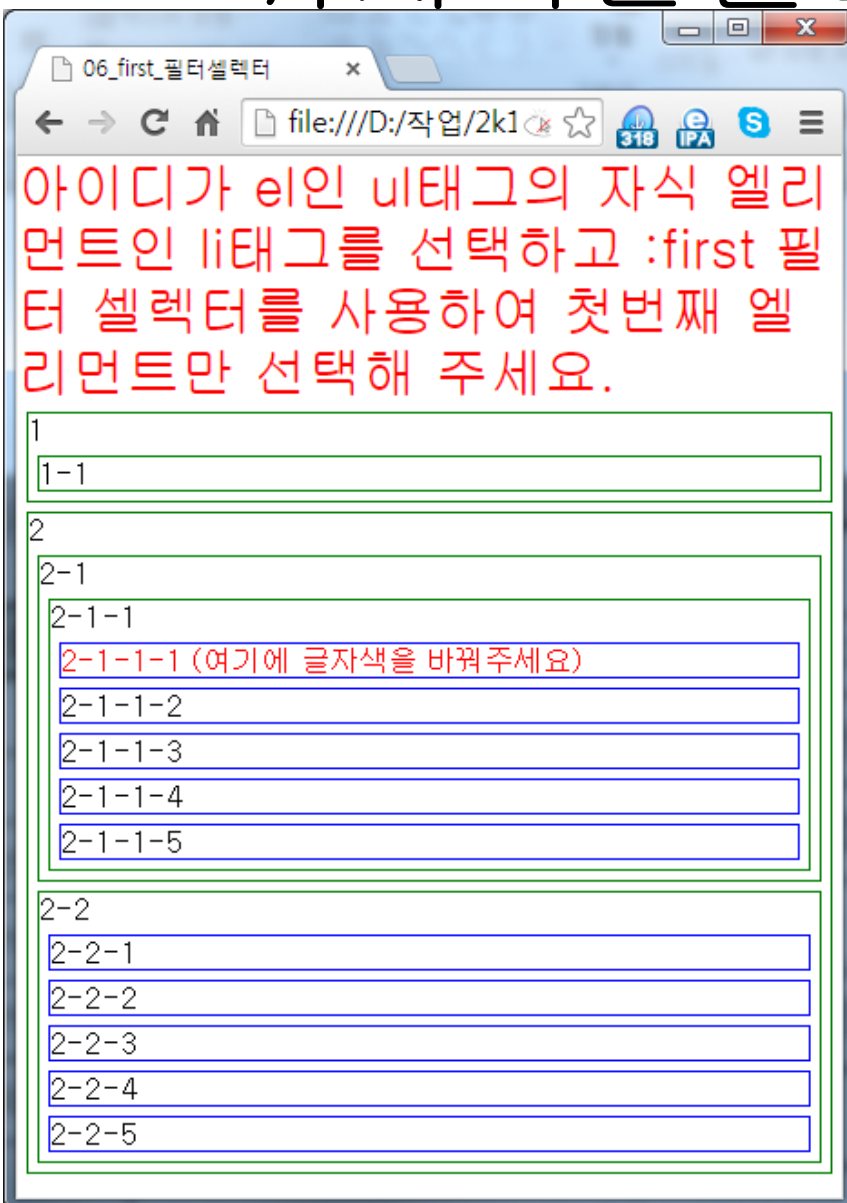 06_first_필터셀렉터
file:///D:/작업/2k1
318
IPA
아이디가 el인 ul태그의 자식 엘리
먼트인 li태그를 선택하고 :first 필
터 셀렉터를 사용하여 첫번째 엘
리먼트만 선택해 주세요.
1
1-1
2
2-1
2-1-1
2-1-1-1 (여기에 글자색을 바꿔주세요)
2-1-1-2
2-1-1-3
2-1-1-4
2-1-1-5
2-2
2-2-1
2-2-2
2-2-3
2-2-4
2-2-5